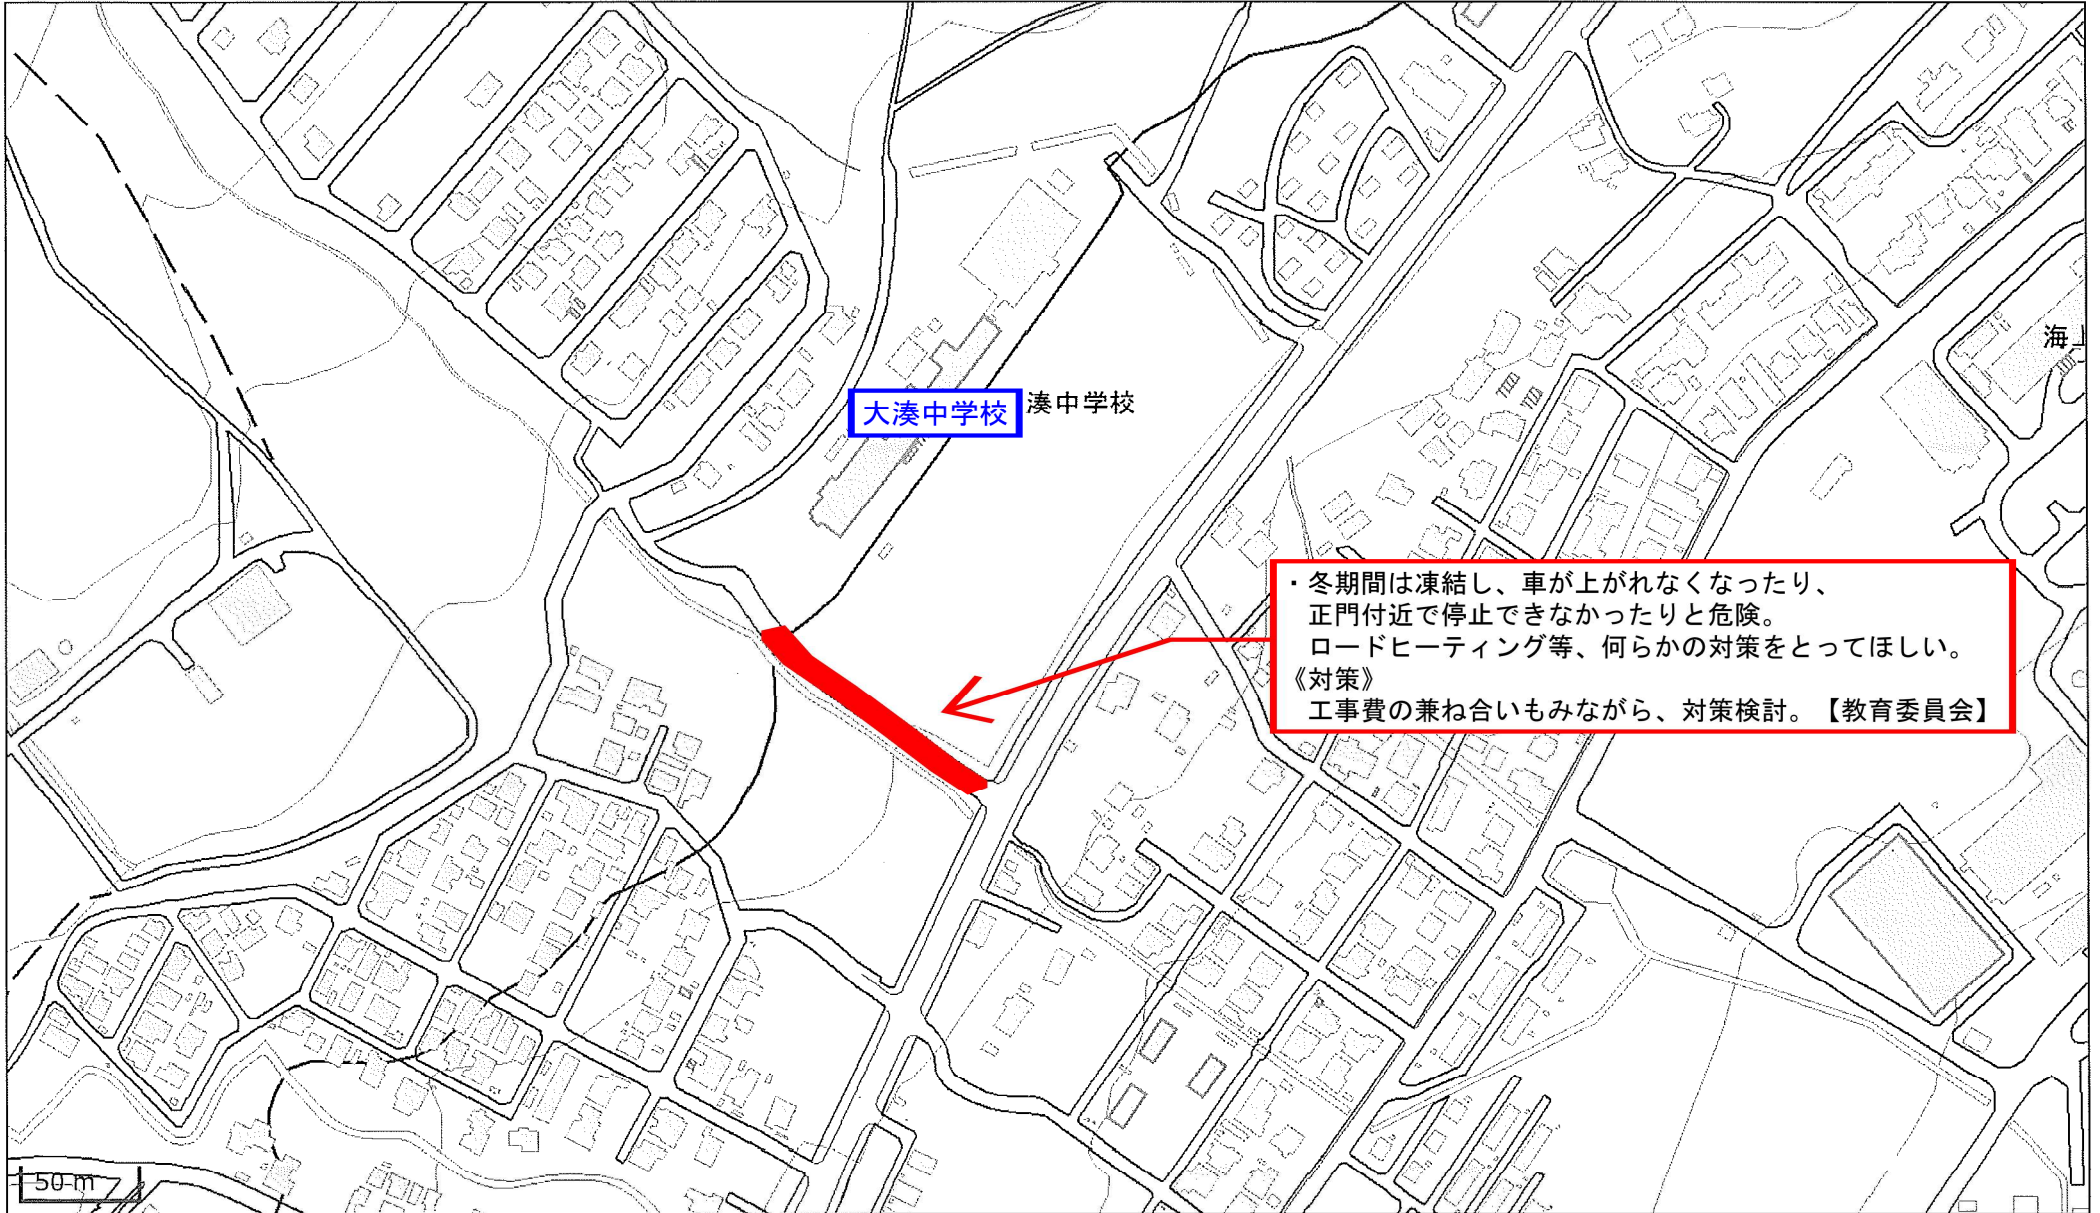 海上
大湊中学校
湊中学校
・冬期間は凍結し、車が上がれなくなったり、
正門付近で停止できなかったりと危険。
ロードヒーティング等、何らかの対策をとってほしい。
《対策》
工事費の兼ね合いもみながら、対策検討。【教育委員会】
50 m